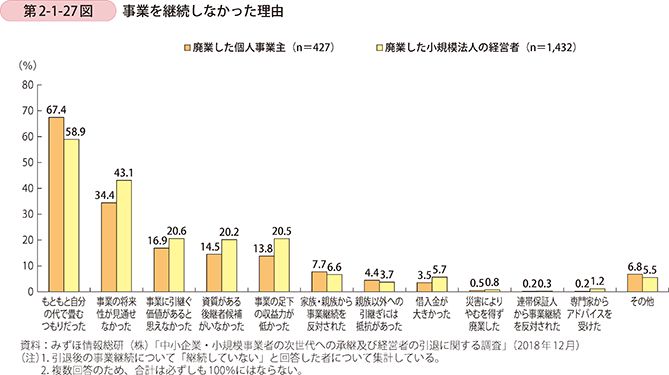 第2-1-27図 事業を継続しなかった理由
廃業した個人事業主（n＝427） 廃業した小規模法人の経営者（n＝1,432）
(%)
80
70
60
50
40
30
20
10
0
67.4 58.9
34.4 43.1
16.9 20.6
14.5 20.2
13.8 20.5
7.7 6.6
4.4 3.7
3.5 5.7
0.5 0.8
0.2 0.3
0.2 1.2
6.8 5.5
もともと自分
の代で畳む
つもりだった
事業の将来
性が見通せ
なかった
事業に引継ぐ
価値があると
思えなかった
資質がある
後継者候補
がいなかった
事業の足下
の収益力が
低かった
家族・親族から
事業継続を
反対された
親族以外への
引継ぎには
抵抗があった
借入金が
大きかった
災害により
やむを得ず
廃業した
連帯保証人
から事業継続
を反対された
専門家から
アドバイスを
受けた
その他
資料：みずほ情報総研（株）「中小企業・小規模事業者の次世代への承継及び経営者の引退に関する調査」（2018年12月）
（注）1. 引退後の事業継続について「継続していない」と回答した者について集計している。
2. 複数回答のため、合計は必ずしも100%にはならない。